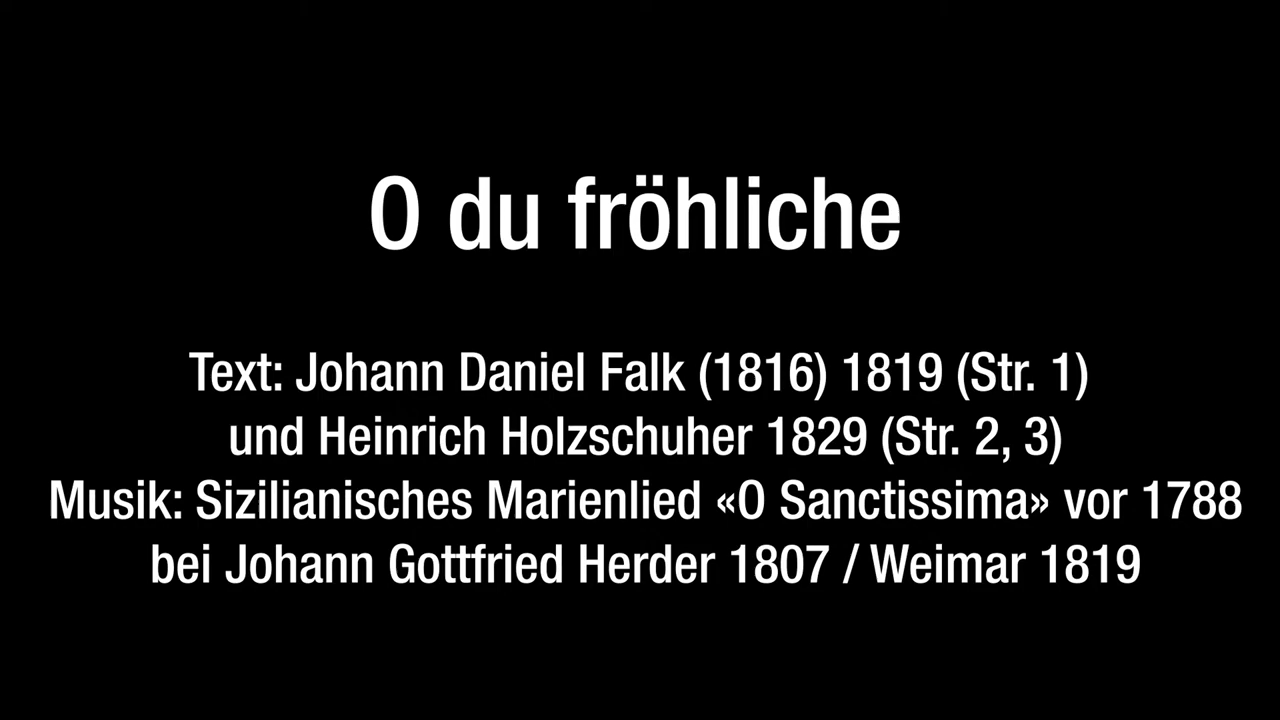 O du fröhliche
Text: Johann Daniel Falk (1816) 1819 (Str. 1)
und Heinrich Holzschuher 1829 (Str. 2, 3)
Musik: Sizilianisches Marienlied «O Sanctissima» vor 1788
bei Johann Gottfried Herder 1807 / Weimar 1819